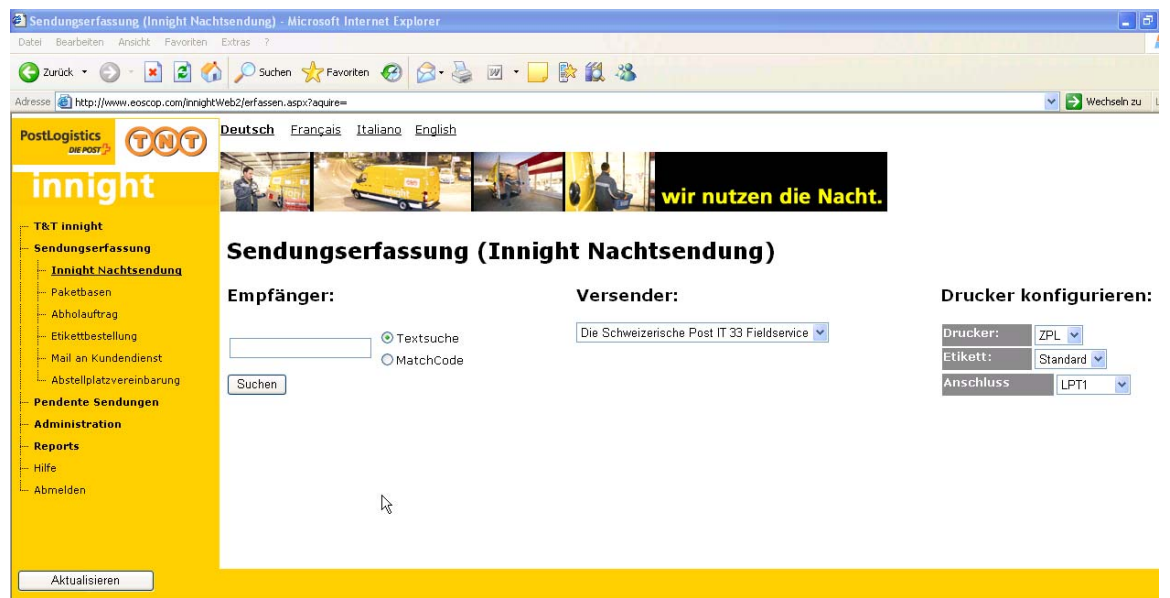 Sendungserfassung (Innight Nachtsendung) - Microsoft Internet Explorer
Datei Bearbeiten Ansicht Favoriten Extras ?
Zurück Suchen Favoriten
Adresse http://www.eoscop.com/innightWeb2/erfassen.aspx?aquire= Wechseln zu
PostLogistics
DIE POST
TNT
innight
Deutsch Français Italiano English
wir nutzen die Nacht.
T&T innight
Sendungserfassung
Innight Nachtsendung
Paketbasen
Abholauftrag
Etikettbestellung
Mail an Kundendienst
Abstellplatzvereinbarung
Pendente Sendungen
Administration
Reports
Hilfe
Abmelden
Aktualisieren
Sendungserfassung (Innight Nachtsendung)
Empfänger:
Textsuche
MatchCode
Suchen
Versender:
Die Schweizerische Post IT 33 Fieldservice
Drucker konfigurieren:
Drucker: ZPL
Etikett: Standard
Anschluss LPT1